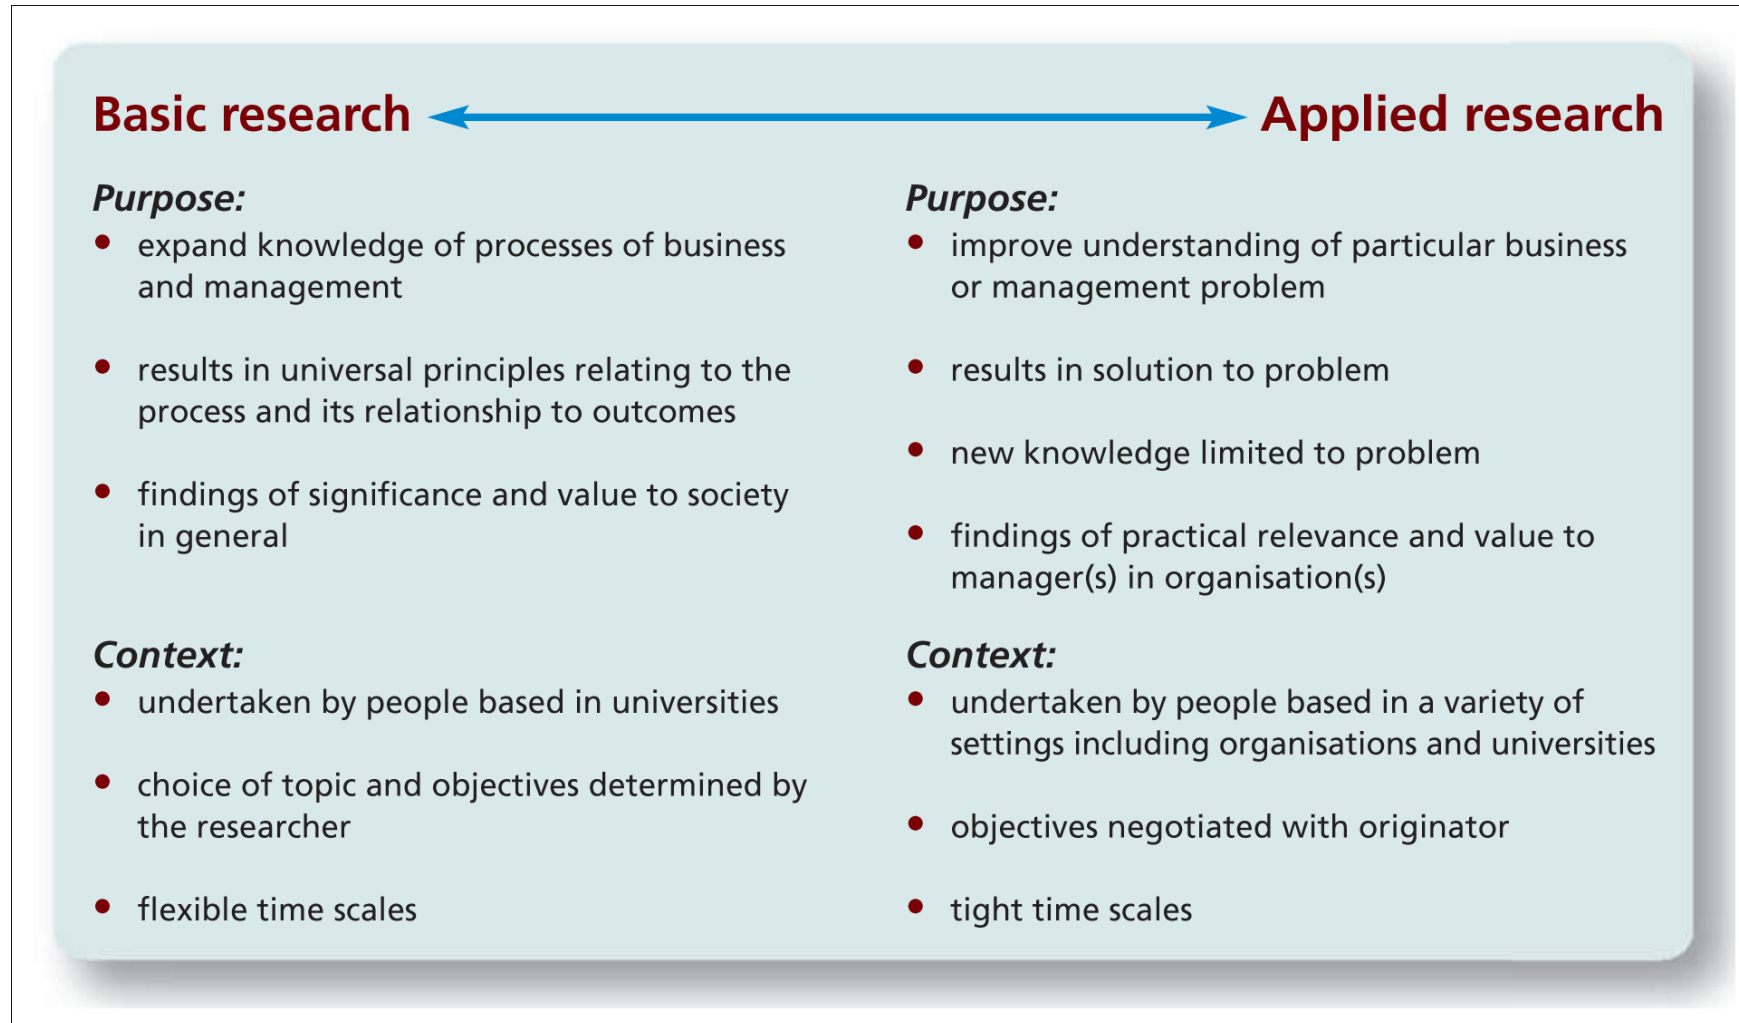 Basic research
Applied research
Purpose:
• expand knowledge of processes of business
and management
• results in universal principles relating to the
process and its relationship to outcomes
• findings of significance and value to society
in general
Context:
• undertaken by people based in universities
• choice of topic and objectives determined by
the researcher
• flexible time scales
Purpose:
• improve understanding of particular business
or management problem
• results in solution to problem
• new knowledge limited to problem
• findings of practical relevance and value to
manager(s) in organisation(s)
Context:
• undertaken by people based in a variety of
settings including organisations and universities
• objectives negotiated with originator
• tight time scales